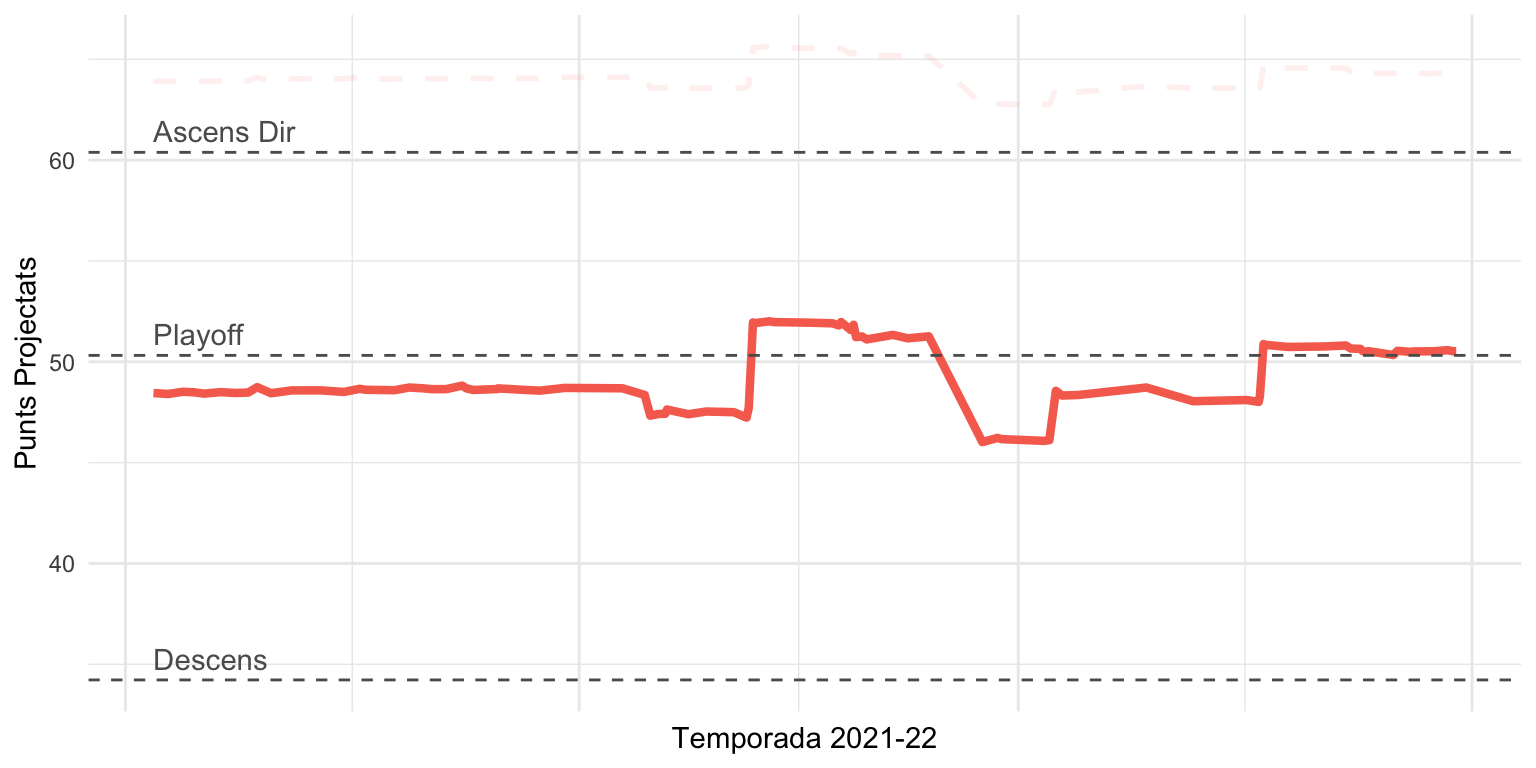 Ascens Dir
60
Playoff
50
Punts Projectats
40
Descens
Temporada 2021-22